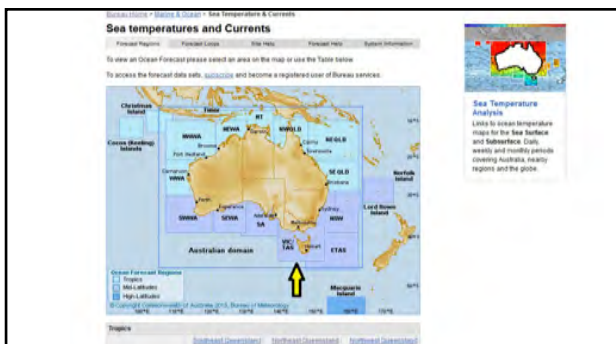 Bureau Home > Marine & Ocean > Sea Temperature & Currents
Sea temperatures and Currents
Forecast Regions Forecast Loops Site Help Forecast Help System Information
To view an Ocean Forecast please select an area on the map or use the Table below.
To access the forecast data sets, subscribe and become a registered user of Bureau services.
Christmas
Island
Timor
NT
Cocoa (Keeling)
Islands
NWWA
NEWA
Darwin
NWQLD
NEQLD
Broome
Port Hedland
Cairns
Townsville
Carnarvon
WWA
SEQLD
Brisbane
Norfolk
Island
Perth
Esperance
SWWA
SEWA
Adelaide
SA
Sydney
NSW
Melbourne
Lord Howe
Island
Australian domain
VIC/
TAS
Hobart
ETAS
Ocean Forecast Regions
Tropics
Mid-Latitudes
High-Latitudes
Macquarie
Island
© Copyright Commonwealth of Australia 2013, Bureau of Meteorology
Tropics
Southeast Queensland Northeast Queensland Northwest Queensland
Sea Temperature
Analysis
Links to ocean temperature
maps for the Sea Surface
and Subsurface. Daily,
weekly and monthly periods
covering Australia, nearby
regions and the globe.